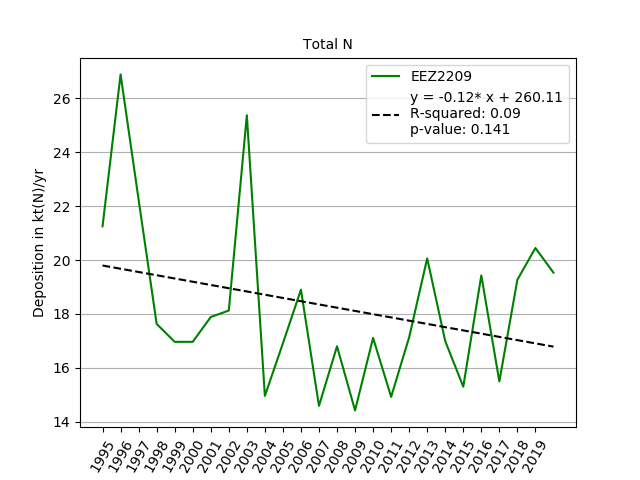 Total N
EEZ2209
y = -0.12* x + 260.11
R-squared: 0.09
p-value: 0.141
Deposition in kt(N)/yr
26
24
22
20
18
16
14
1995 1996 1997 1998 1999 2000 2001 2002 2003 2004 2005 2006 2007 2008 2009 2010 2011 2012 2013 2014 2015 2016 2017 2018 2019